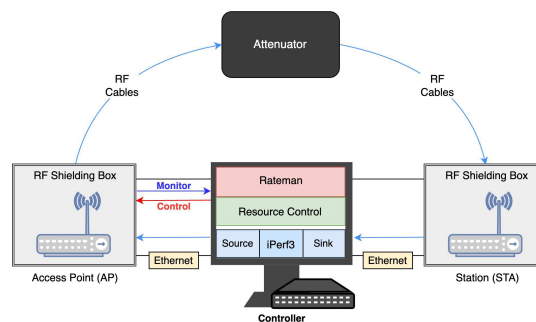 Attenuator
RF
Cables
RF
Cables
RF Shielding Box
Monitor
Control
Rateman
Resource Control
Source
iPerf3
Sink
RF Shielding Box
Ethernet
Ethernet
Access Point (AP)
Station (STA)
Controller